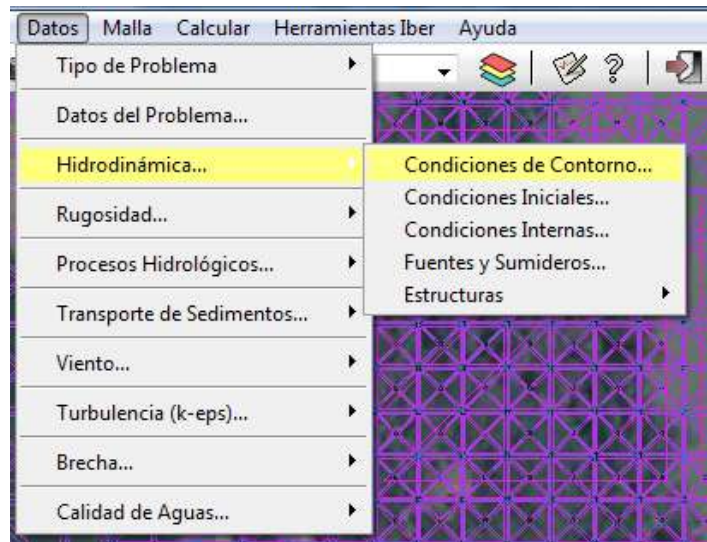 Datos Malla Calcular Herramientas Iber Ayuda
Tipo de Problema
Datos del Problema...
Hidrodinámica...
Rugosidad...
Procesos Hidrológicos...
Transporte de Sedimentos...
Viento...
Turbulencia (k-eps)...
Brecha...
Calidad de Aguas...
Condiciones de Contorno...
Condiciones Iniciales...
Condiciones Internas...
Fuentes y Sumideros...
Estructuras